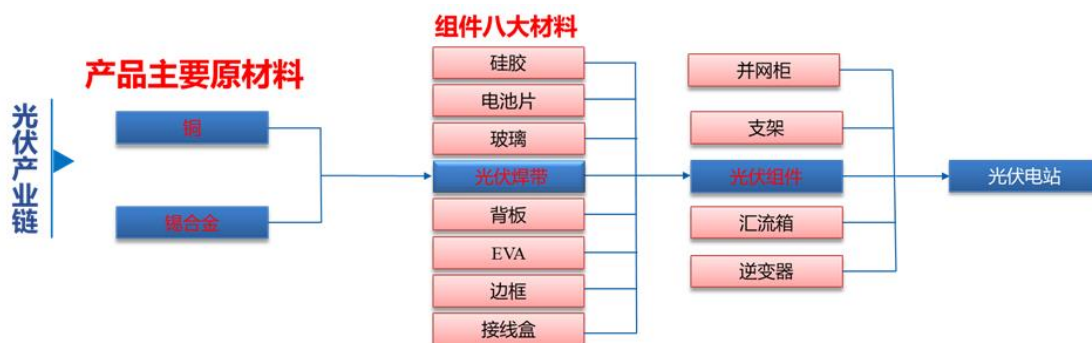 光伏产业链
产品主要原材料
铜
锡合金
组件八大材料
硅胶
电池片
玻璃
光伏焊带
背板
EVA
边框
接线盒
并网柜
支架
光伏组件
汇流箱
逆变器
光伏电站